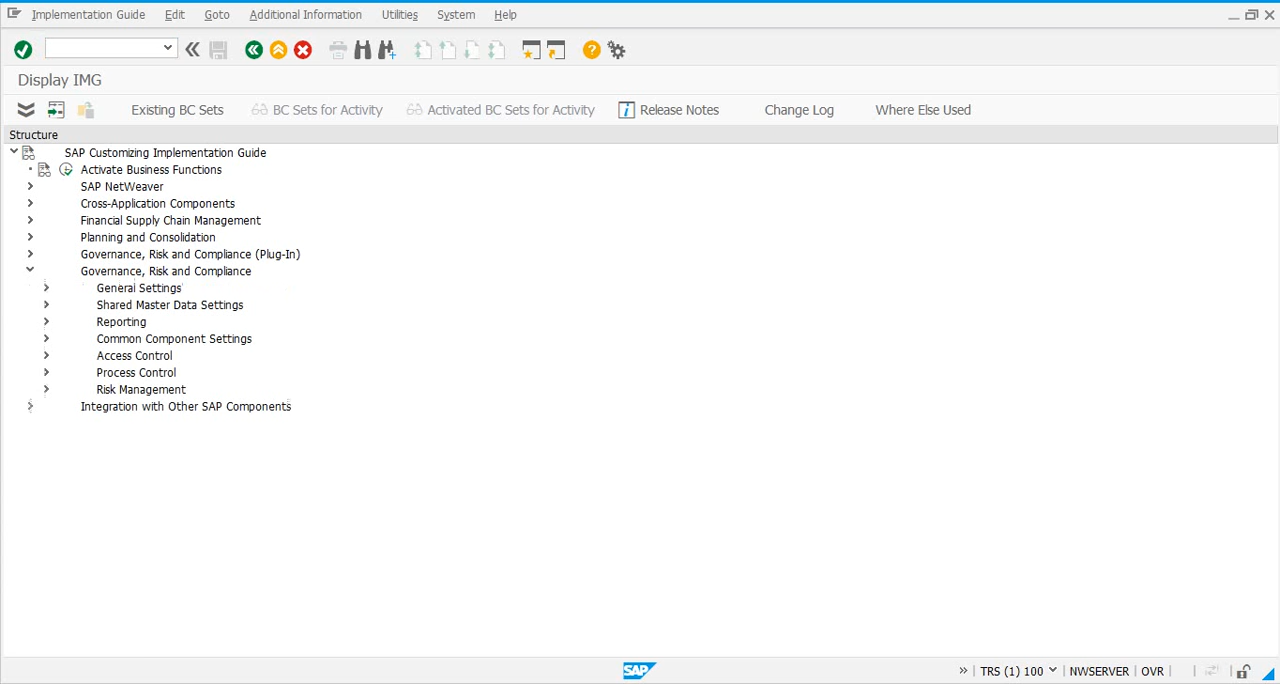 Implementation Guide Edit Goto Additional Information Utilities System Help
Display IMG
Existing BC Sets BC Sets for Activity Activated BC Sets for Activity Release Notes Change Log Where Else Used
Structure
SAP Customizing Implementation Guide
Activate Business Functions
SAP NetWeaver
Cross-Application Components
Financial Supply Chain Management
Planning and Consolidation
Governance, Risk and Compliance (Plug-In)
Governance, Risk and Compliance
General Settings
Shared Master Data Settings
Reporting
Common Component Settings
Access Control
Process Control
Risk Management
Integration with Other SAP Components
SAP TRS (1) 100 NWSERVER OVR